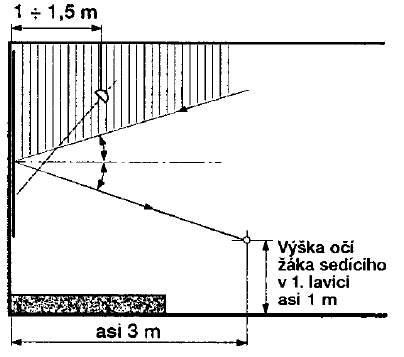 1 ÷ 1,5 m
Výška očí
žáka sedícího
v 1. lavici
asi 1 m
asi 3 m